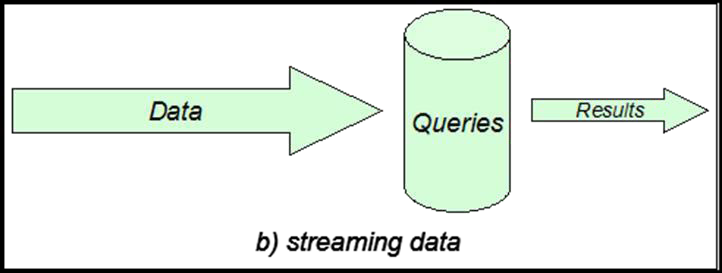 Data
Queries
Results
b) streaming data